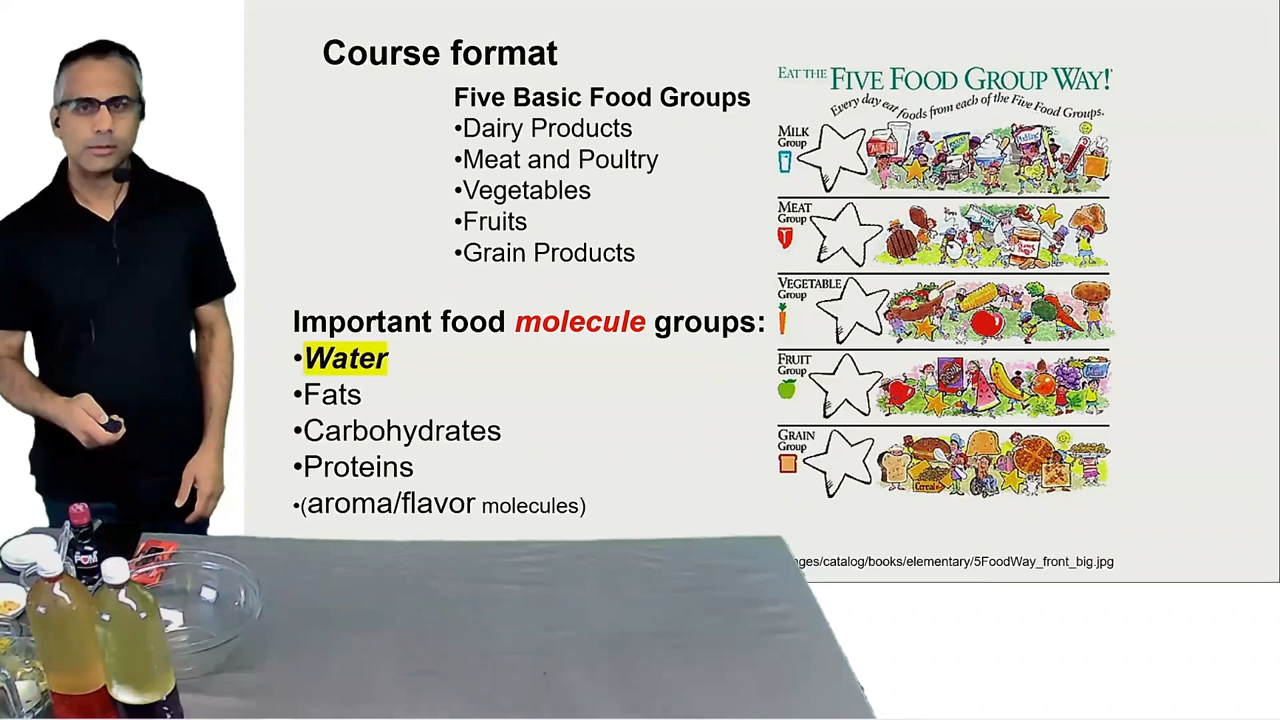 Course format
Five Basic Food Groups
•Dairy Products
•Meat and Poultry
•Vegetables
•Fruits
•Grain Products
Important food molecule groups:
•Water
•Fats
•Carbohydrates
•Proteins
•(aroma/flavor molecules)
EAT THE FIVE FOOD GROUP WAY!
Every day eat foods from each of the Five Food Groups.
MILK
Group
MEAT
Group
VEGETABLE
Group
FRUIT
Group
GRAIN
Group
Cereal
ges/catalog/books/elementary/5FoodWay_front_big.jpg
POM